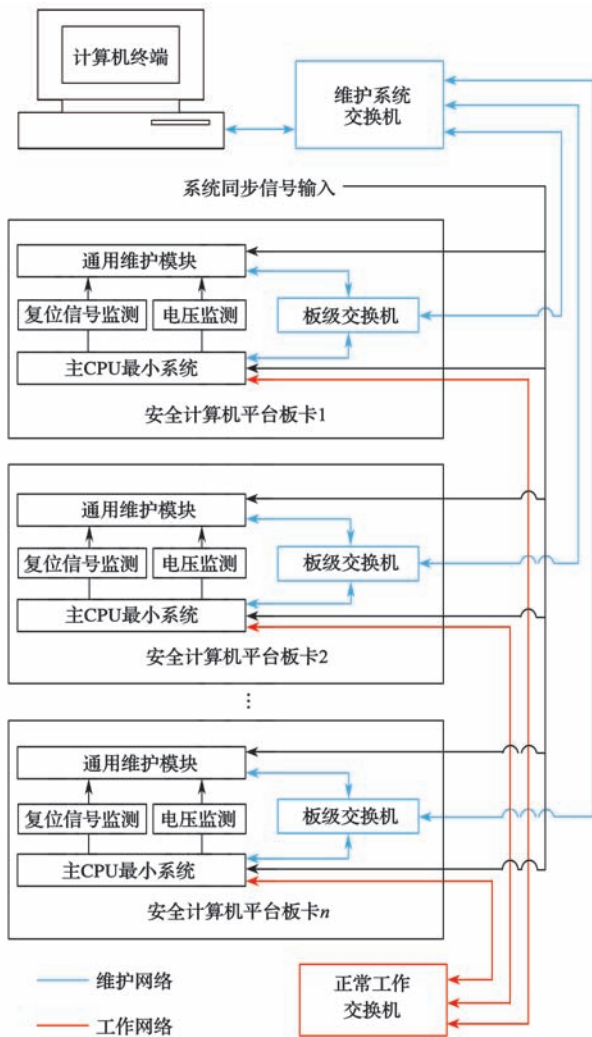 计算机终端
维护系统
交换机
系统同步信号输入
通用维护模块
复位信号监测
电压监测
板级交换机
主CPU最小系统
安全计算机平台板卡1
通用维护模块
复位信号监测
电压监测
板级交换机
主CPU最小系统
安全计算机平台板卡2
⋮
通用维护模块
复位信号监测
电压监测
板级交换机
主CPU最小系统
安全计算机平台板卡n
维护网络
工作网络
正常工作
交换机